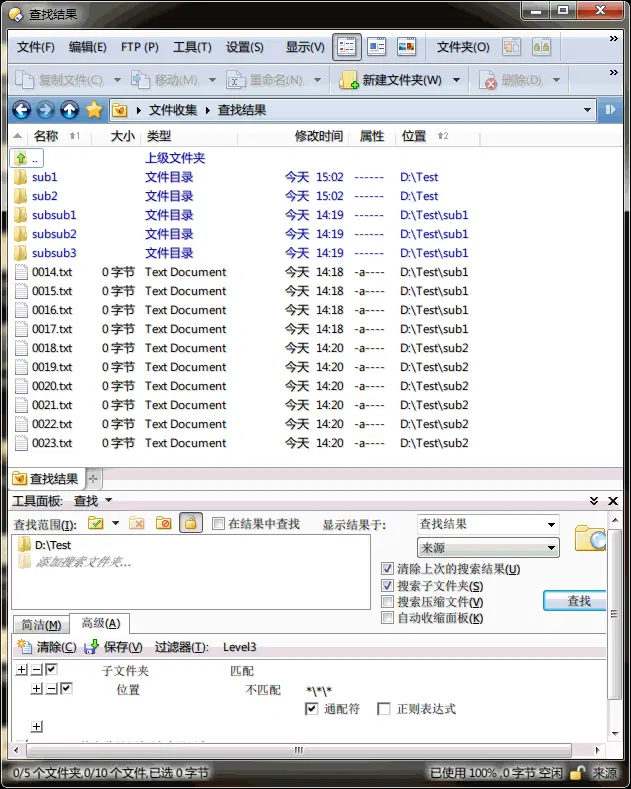 查找结果
文件(F) 编辑(E) FTP (P) 工具(T) 设置(S) 显示(V) 文件夹(O) »
复制文件(C) 移动(M) 重命名(N) 新建文件夹(W) 删除(D) »
文件收集 查找结果
名称 1 大小 类型 修改时间 属性 位置 2
.. 上级文件夹
sub1 文件目录 今天 15:02 ------ D:\Test
sub2 文件目录 今天 15:02 ------ D:\Test
subsub1 文件目录 今天 14:19 ------ D:\Test\sub1
subsub2 文件目录 今天 14:19 ------ D:\Test\sub1
subsub3 文件目录 今天 14:19 ------ D:\Test\sub1
0014.txt 0 字节 Text Document 今天 14:18 -a---- D:\Test\sub1
0015.txt 0 字节 Text Document 今天 14:18 -a---- D:\Test\sub1
0016.txt 0 字节 Text Document 今天 14:18 -a---- D:\Test\sub1
0017.txt 0 字节 Text Document 今天 14:18 -a---- D:\Test\sub1
0018.txt 0 字节 Text Document 今天 14:20 -a---- D:\Test\sub2
0019.txt 0 字节 Text Document 今天 14:20 -a---- D:\Test\sub2
0020.txt 0 字节 Text Document 今天 14:20 -a---- D:\Test\sub2
0021.txt 0 字节 Text Document 今天 14:20 -a---- D:\Test\sub2
0022.txt 0 字节 Text Document 今天 14:20 -a---- D:\Test\sub2
0023.txt 0 字节 Text Document 今天 14:20 -a---- D:\Test\sub2
查找结果
工具面板: 查找
查找范围(I): 在结果中查找 显示结果于: 查找结果
D:\Test
来源
添加搜索文件夹...
清除上次的搜索结果(U)
搜索子文件夹(S)
搜索压缩文件(V)
查找
自动收缩面板(K)
简洁(M) 高级(A)
清除(C) 保存(V) 过滤器(T): Level3
子文件夹 匹配
位置 不匹配 *\*\*
通配符 正则表达式
0/5 个文件夹,0/10 个文件,已选 0 字节 已使用 100% ,0 字节 空闲 来源